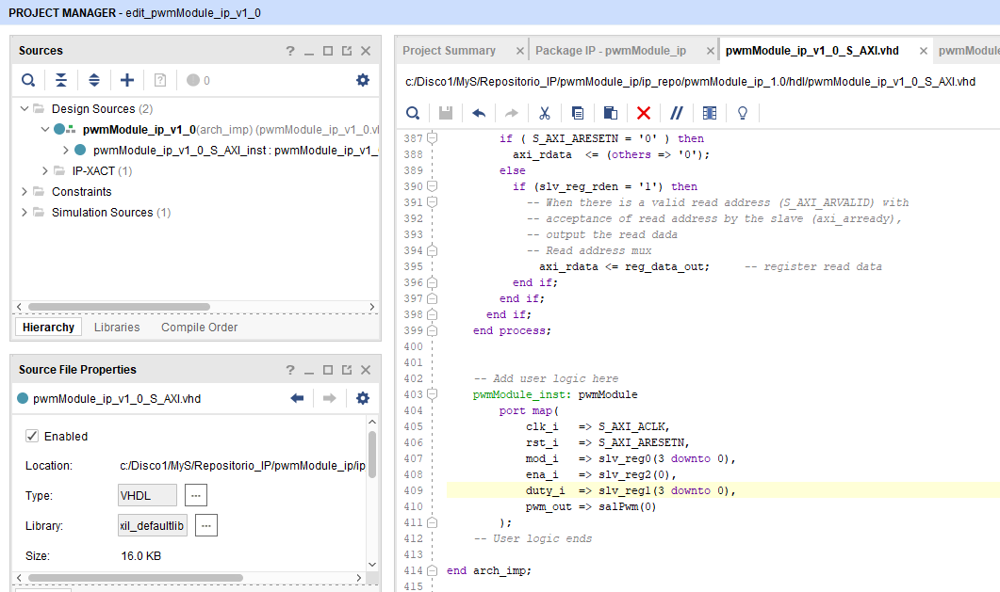 PROJECT MANAGER - edit_pwmModule_ip_v1_0
Sources
Design Sources (2)
pwmModule_ip_v1_0(arch_imp) (pwmModule_ip_v1_0.vl
pwmModule_ip_v1_0_S_AXI_inst : pwmModule_ip_v1_
IP-XACT (1)
Constraints
Simulation Sources (1)
0
Hierarchy Libraries Compile Order
Source File Properties
pwmModule_ip_v1_0_S_AXI.vhd
Enabled
Location: c:/Disco1/MyS/Repositorio_IP/pwmModule_ip/ip
Type: VHDL ...
Library: xil_defaultlib ...
Size: 16.0 KB
Project Summary × Package IP - pwmModule_ip × pwmModule_ip_v1_0_S_AXI.vhd × pwmModule
c:/Disco1/MyS/Repositorio_IP/pwmModule_ip/ip_repo/pwmModule_ip_1.0/hdl/pwmModule_ip_v1_0_S_AXI.vhd
387 if ( S_AXI_ARESETN = '0' ) then
388 axi_rdata <= (others => '0');
389 else
390 if (slv_reg_rden = '1') then
391 -- When there is a valid read address (S_AXI_ARVALID) with
392 -- acceptance of read address by the slave (axi_arready),
393 -- output the read dada
394 -- Read address mux
395 axi_rdata <= reg_data_out; -- register read data
396 end if;
397 end if;
398 end if;
399 end process;
400
401
402 -- Add user logic here
403 pwmModule_inst: pwmModule
404 port map(
405 clk_i => S_AXI_ACLK,
406 rst_i => S_AXI_ARESETN,
407 mod_i => slv_reg0(3 downto 0),
408 ena_i => slv_reg2(0),
409 duty_i => slv_reg1(3 downto 0),
410 pwm_out => salPwm(0)
411 );
412 -- User logic ends
413
414 end arch_imp;
415